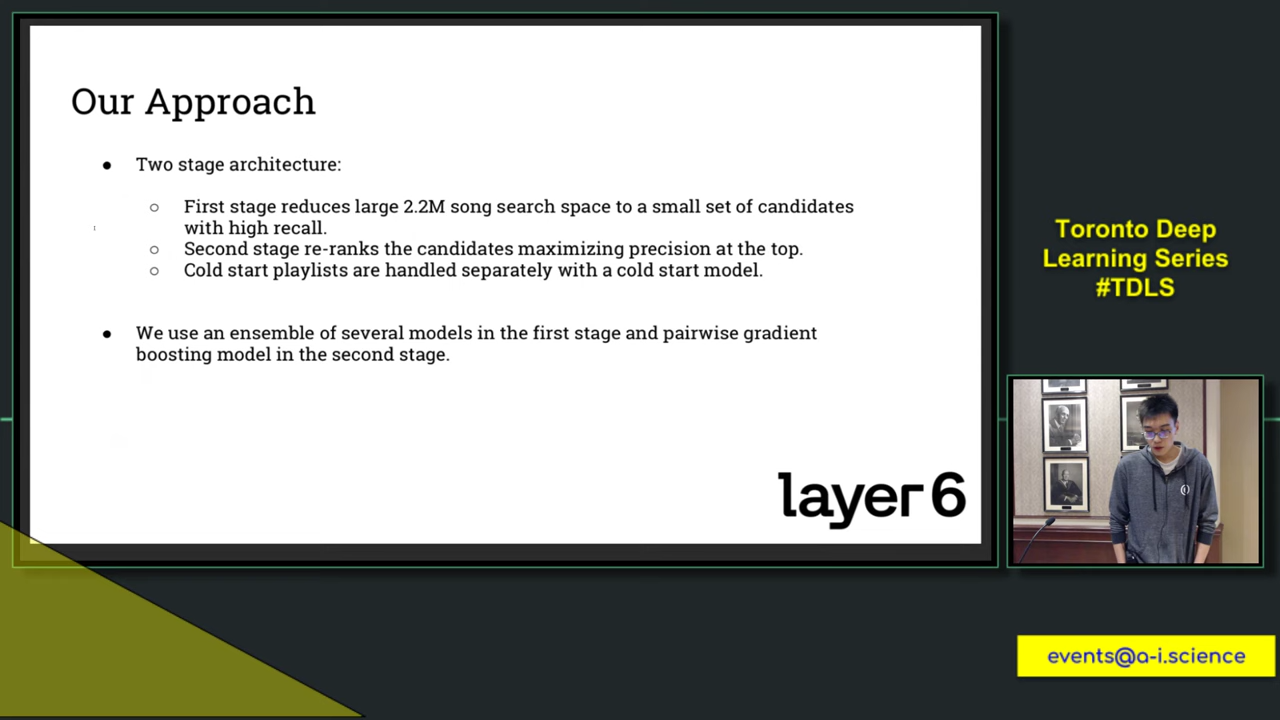 Our Approach
● Two stage architecture:
○ First stage reduces large 2.2M song search space to a small set of candidates
with high recall.
○ Second stage re-ranks the candidates maximizing precision at the top.
○ Cold start playlists are handled separately with a cold start model.
● We use an ensemble of several models in the first stage and pairwise gradient
boosting model in the second stage.
layer 6
Toronto Deep
Learning Series
#TDLS
events@a-i.science